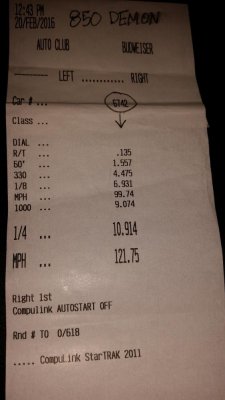 12:43 PM 850 DEMON
20/FEB/2016
AUTO CLUB BUDWEISER
------- LEFT ............ RIGHT
Car # ... 6742
Class ...
DIAL ...
R/T ... .135
60' ... 1.557
330 ... 4.475
1/8 ... 6.931
MPH ... 99.74
1000 ... 9.074
1/4 ... 10.914
MPH ... 121.75
Right 1st
Compulink AUTOSTART OFF
Rnd # TO 0/618
..... CompuLink StarTRAK 2011